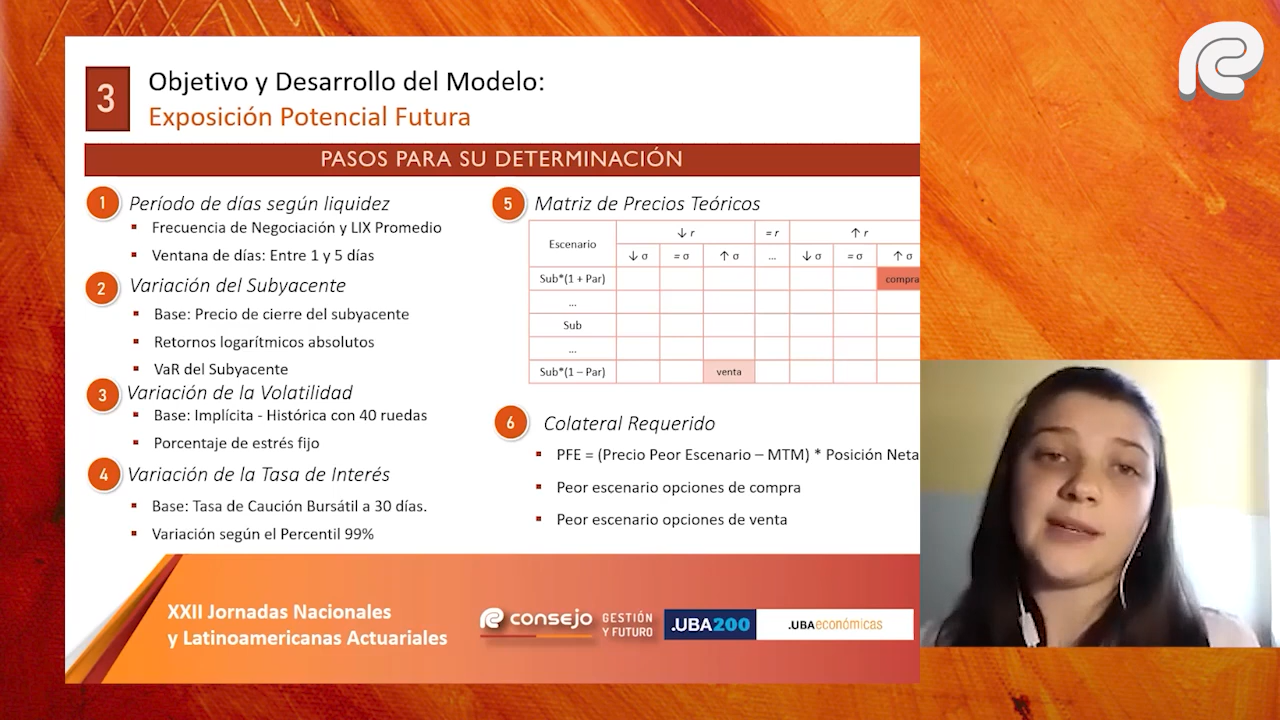 3
Objetivo y Desarrollo del Modelo:
Exposición Potencial Futura
PASOS PARA SU DETERMINACIÓN
1 Período de días según liquidez
Frecuencia de Negociación y LIX Promedio
Ventana de días: Entre 1 y 5 días
2 Variación del Subyacente
Base: Precio de cierre del subyacente
Retornos logarítmicos absolutos
VaR del Subyacente
3 Variación de la Volatilidad
Base: Implícita - Histórica con 40 ruedas
Porcentaje de estrés fijo
4 Variación de la Tasa de Interés
Base: Tasa de Caución Bursátil a 30 días.
Variación según el Percentil 99%
5 Matriz de Precios Teóricos
Escenario ↓ r = r ↑ r
↓ σ = σ ↑ σ ... ↓ σ = σ ↑ σ
Sub*(1 + Par) compra
...
Sub
...
Sub*(1 – Par) venta
6 Colateral Requerido
PFE = (Precio Peor Escenario – MTM) * Posición Neta
Peor escenario opciones de compra
Peor escenario opciones de venta
XXII Jornadas Nacionales
y Latinoamericanas Actuariales
consejo
GESTIÓN
Y FUTURO
.UBA200
.UBAeconómicas